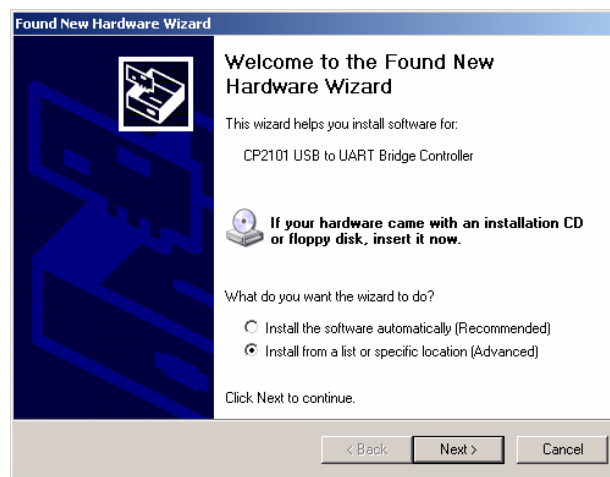 Found New Hardware Wizard
Welcome to the Found New
Hardware Wizard
This wizard helps you install software for:
CP2101 USB to UART Bridge Controller
If your hardware came with an installation CD
or floppy disk, insert it now.
What do you want the wizard to do?
Install the software automatically (Recommended)
Install from a list or specific location (Advanced)
Click Next to continue.
< Back Next > Cancel